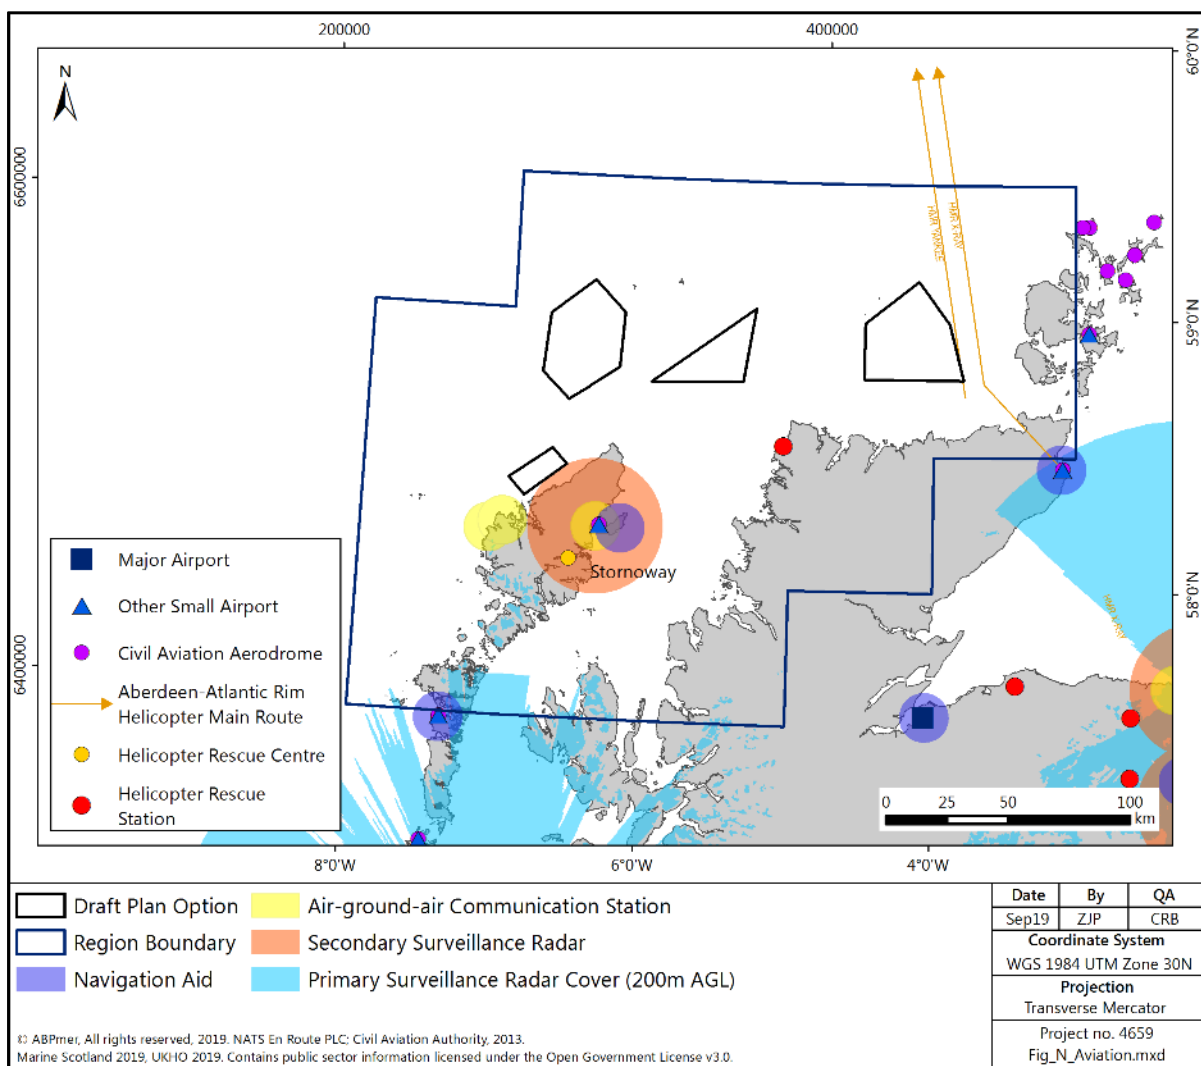 200000
400000
60°0'N
N
6600000
HMR YANKEE
HMR X-RAY
59°0'N
Stornoway
58°0'N
HMR X-RAY
6400000
Major Airport
Other Small Airport
Civil Aviation Aerodrome
Aberdeen-Atlantic Rim
Helicopter Main Route
Helicopter Rescue Centre
Helicopter Rescue
Station
0 25 50 100
km
8°0'W
6°0'W
4°0'W
Draft Plan Option
Region Boundary
Navigation Aid
Air-ground-air Communication Station
Secondary Surveillance Radar
Primary Surveillance Radar Cover (200m AGL)
Date By QA
Sep19 ZJP CRB
Coordinate System
WGS 1984 UTM Zone 30N
Projection
Transverse Mercator
Project no. 4659
Fig_N_Aviation.mxd
© ABPmer, All rights reserved, 2019. NATS En Route PLC; Civil Aviation Authority, 2013.
Marine Scotland 2019, UKHO 2019. Contains public sector information licensed under the Open Government License v3.0.